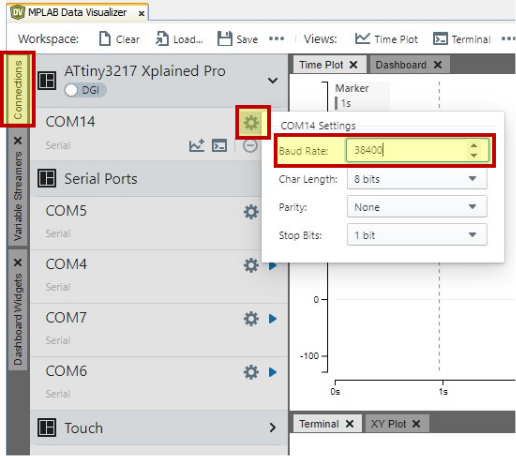 DV MPLAB Data Visualizer x
Workspace: Clear Load... Save ••• Views: Time Plot Terminal •••
Connections
Variable Streamers
Dashboard Widgets
ATtiny3217 Xplained Pro
DGI
COM14
Serial
Serial Ports
COM5
Serial
COM4
Serial
COM7
Serial
COM6
Serial
Touch
Time Plot Dashboard
Marker
1s
COM14 Settings
Baud Rate: 38400
Char Length: 8 bits
Parity: None
Stop Bits: 1 bit
0
-100
0s 1s
Terminal XY Plot